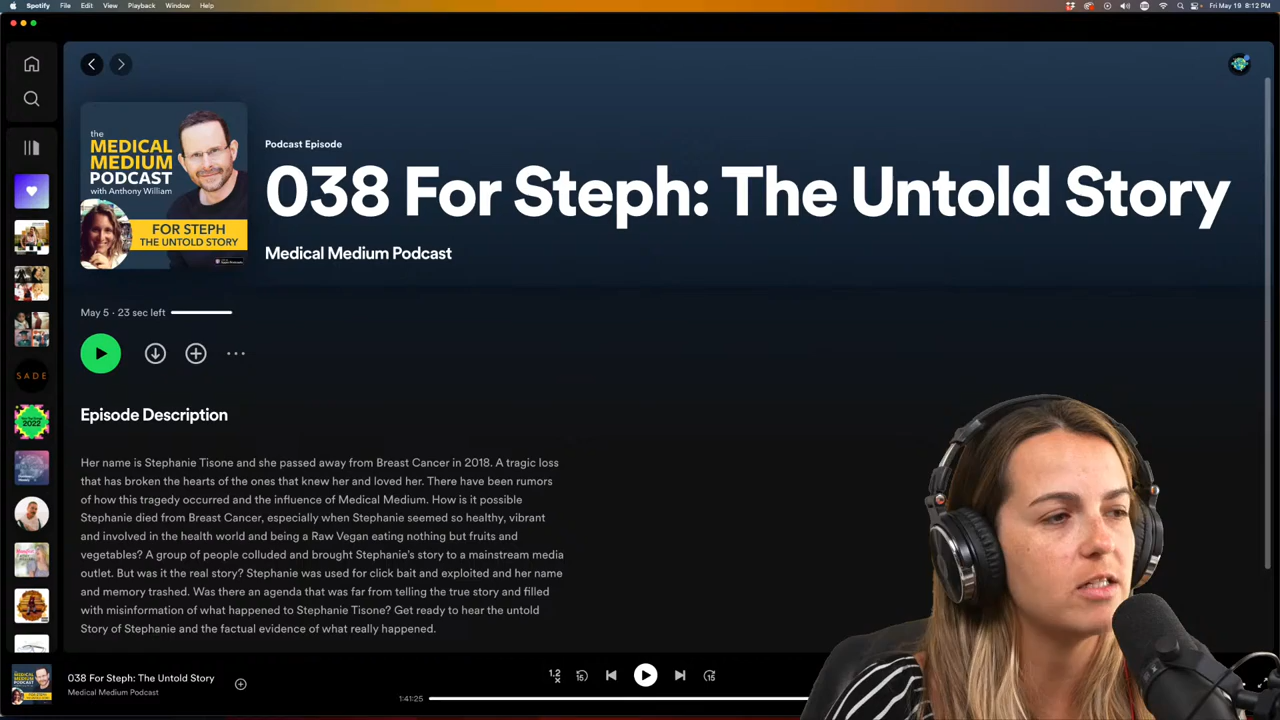 Spotify File Edit View Playback Window Help
Fri May 19 8:12 PM
the
MEDICAL
MEDIUM
PODCAST
with Anthony William
FOR STEPH
THE UNTOLD STORY
Podcast Episode
038 For Steph: The Untold Story
Medical Medium Podcast
May 5 · 23 sec left
SADE
2022
Episode Description
Her name is Stephanie Tisone and she passed away from Breast Cancer in 2018. A tragic loss
that has broken the hearts of the ones that knew her and loved her. There have been rumors
of how this tragedy occurred and the influence of Medical Medium. How is it possible
Stephanie died from Breast Cancer, especially when Stephanie seemed so healthy, vibrant
and involved in the health world and being a Raw Vegan eating nothing but fruits and
vegetables? A group of people colluded and brought Stephanie's story to a mainstream media
outlet. But was it the real story? Stephanie was used for click bait and exploited and her name
and memory trashed. Was there an agenda that was far from telling the true story and filled
with misinformation of what happened to Stephanie Tisone? Get ready to hear the untold
Story of Stephanie and the factual evidence of what really happened.
038 For Steph: The Untold Story
Medical Medium Podcast
1.2x
15
15
1:41:25